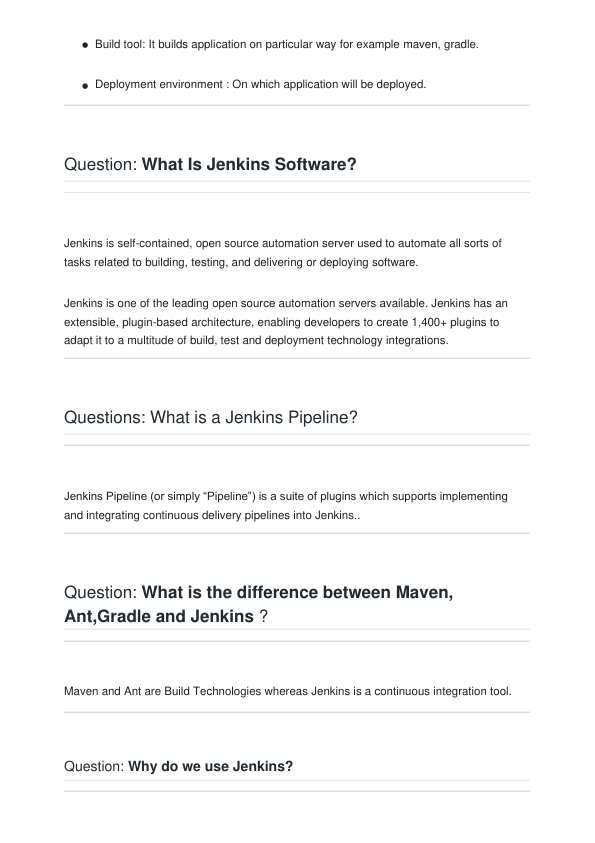 ● Build tool: It builds application on particular way for example maven, gradle.
● Deployment environment : On which application will be deployed.
Question: What Is Jenkins Software?
Jenkins is self-contained, open source automation server used to automate all sorts of
tasks related to building, testing, and delivering or deploying software.
Jenkins is one of the leading open source automation servers available. Jenkins has an
extensible, plugin-based architecture, enabling developers to create 1,400+ plugins to
adapt it to a multitude of build, test and deployment technology integrations.
Questions: What is a Jenkins Pipeline?
Jenkins Pipeline (or simply “Pipeline”) is a suite of plugins which supports implementing
and integrating continuous delivery pipelines into Jenkins..
Question: What is the difference between Maven,
Ant,Gradle and Jenkins ?
Maven and Ant are Build Technologies whereas Jenkins is a continuous integration tool.
Question: Why do we use Jenkins?